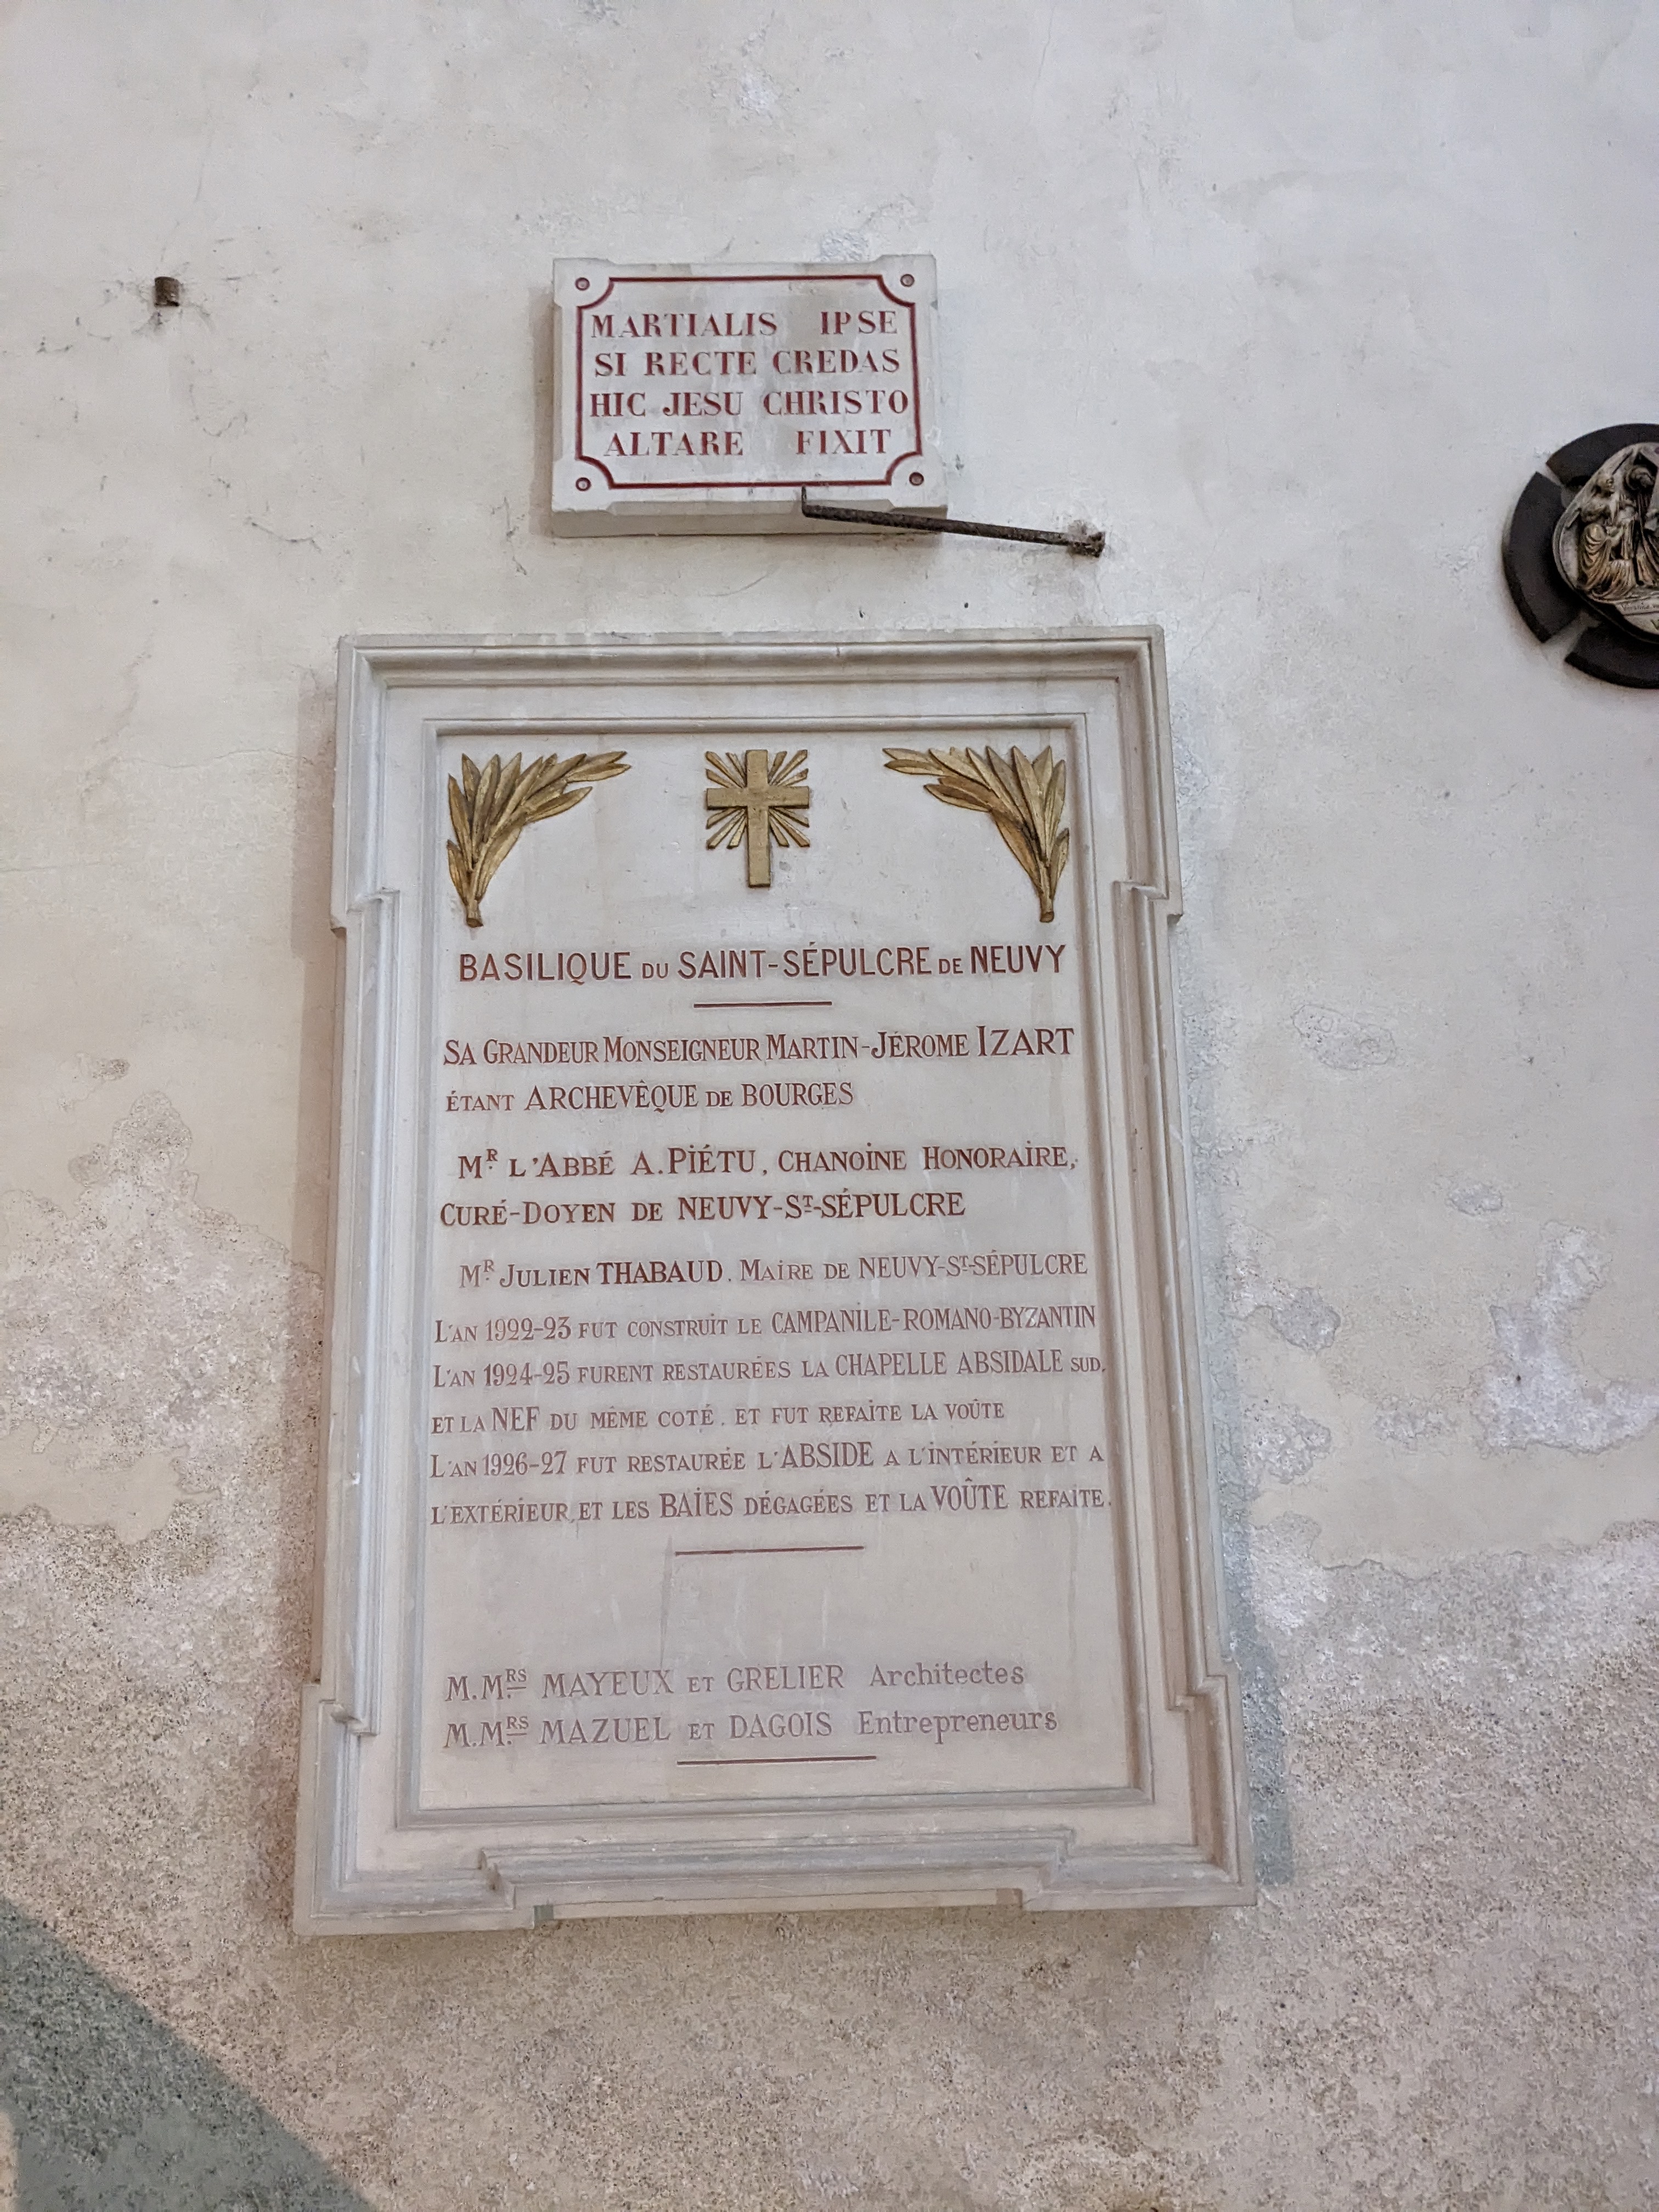 MARTIALIS IPSE
SI RECTE CREDAS
HIC JESU CHRISTO
ALTARE FIXIT
BASILIQUE DU SAINT-SÉPULCRE DE NEUVY
SA GRANDEUR MONSEIGNEUR MARTIN-JÉROME IZART
ÉTANT ARCHEVÊQUE DE BOURGES
MR L'ABBÉ A. PIÉTU, CHANOINE HONORAIRE,
CURÉ-DOYEN DE NEUVY-ST-SÉPULCRE
MR JULIEN THABAUD. MAIRE DE NEUVY-ST-SÉPULCRE
L'AN 1922-23 FUT CONSTRUIT LE CAMPANILE-ROMANO-BYZANTIN
L'AN 1924-25 FURENT RESTAURÉES LA CHAPELLE ABSIDALE SUD.
ET LA NEF DU MÊME COTÉ. ET FUT REFAITE LA VOÛTE
L'AN 1926-27 FUT RESTAURÉE L'ABSIDE A L'INTÉRIEUR ET A
L'EXTÉRIEUR, ET LES BAIES DÉGAGÉES ET LA VOÛTE REFAITE.
M.MRS MAYEUX ET GRELIER Architectes
M.MRS MAZUEL ET DAGOIS Entrepreneurs